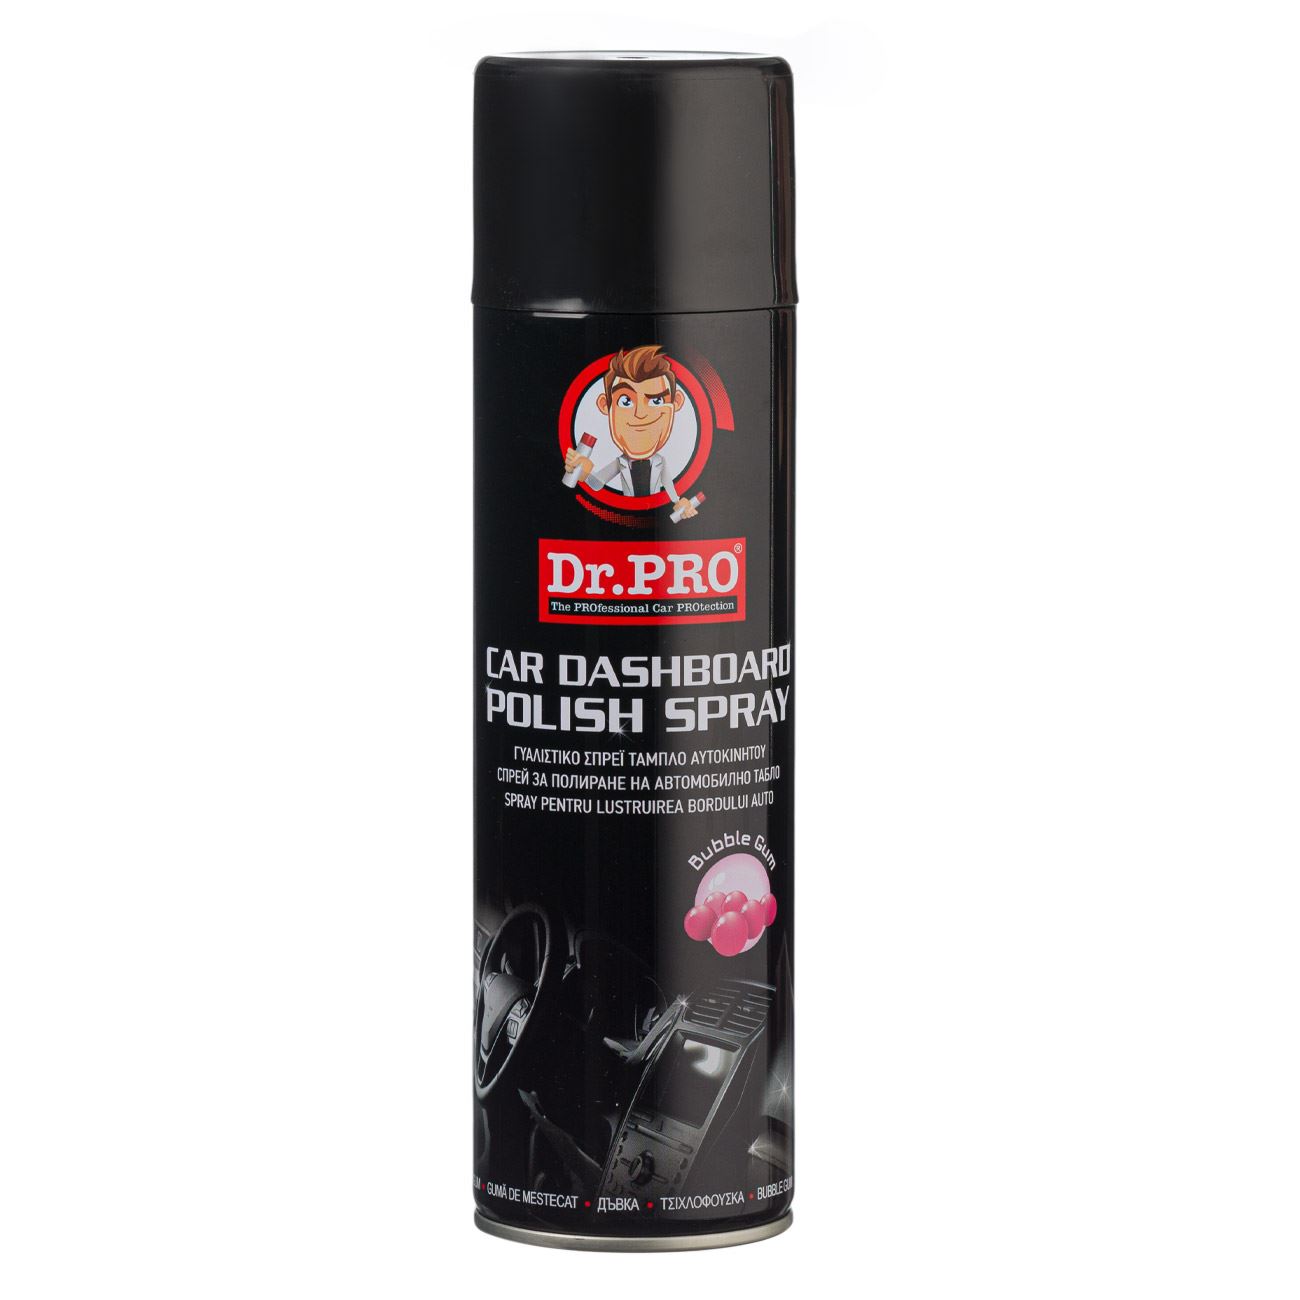 Dr.PRO®
The PROfessional Car PROtection
CAR DASHBOARD
POLISH SPRAY
ΓΥΑΛΙΣΤΙΚΟ ΣΠΡΕΪ ΤΑΜΠΛΟ ΑΥΤΟΚΙΝΗΤΟΥ
СПРЕЙ ЗА ПОЛИРАНЕ НА АВТОМОБИЛНО ТАБЛО
SPRAY PENTRU LUSTRUIREA BORDULUI AUTO
Bubble Gum
• GUMĂ DE MESTECAT • ДЪВКА • ΤΣΙΧΛΟΦΟΥΣΚΑ • BUBBLE GUM